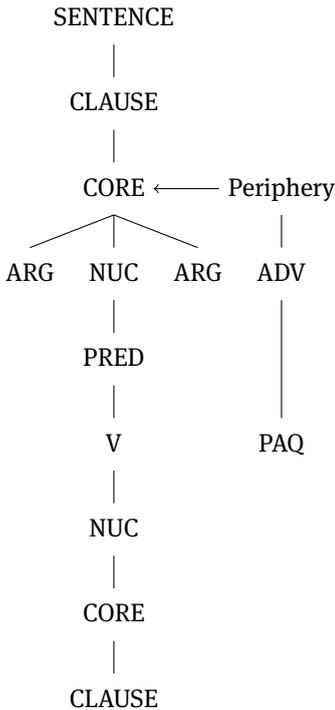 SENTENCE
CLAUSE
CORE Periphery
ARG NUC ARG ADV
PRED
V PAQ
NUC
CORE
CLAUSE